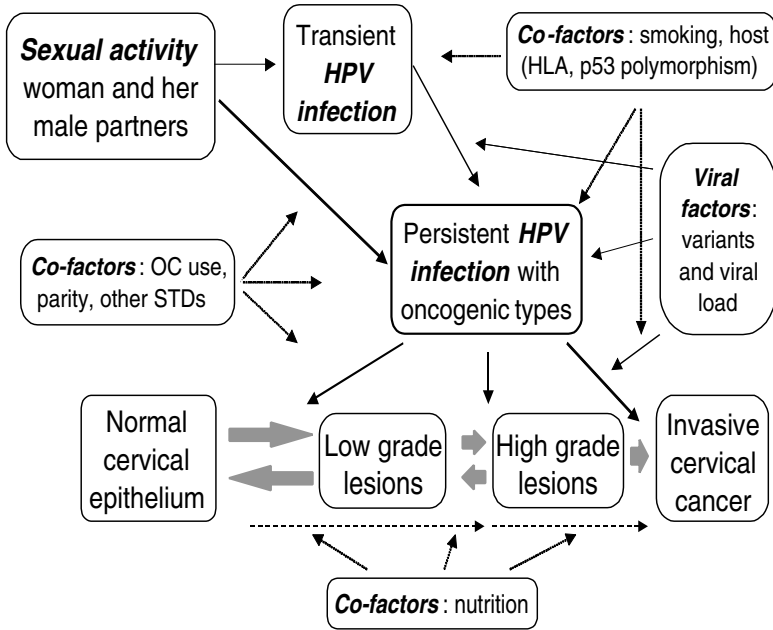 Sexual activity
woman and her
male partners
Transient
HPV
infection
Co-factors : smoking, host
(HLA, p53 polymorphism)
Viral
factors:
variants
and viral
load
Persistent HPV
infection with
oncogenic types
Co-factors : OC use,
parity, other STDs
Normal
cervical
epithelium
Low grade
lesions
High grade
lesions
Invasive
cervical
cancer
Co-factors : nutrition